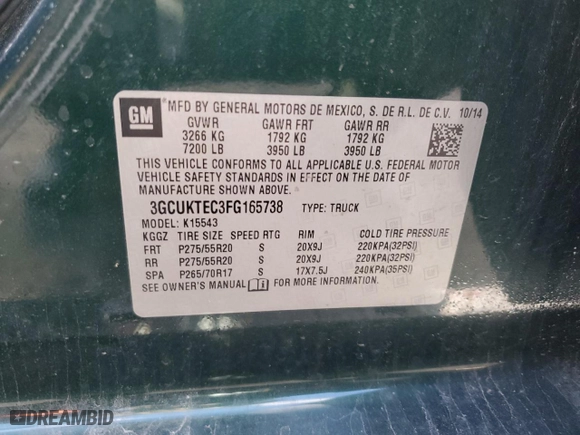 GM
MFD BY GENERAL MOTORS DE MEXICO, S. DE R.L. DE C.V. 10/14
GVWR GAWR FRT GAWR RR
3266 KG 1792 KG 1792 KG
7200 LB 3950 LB 3950 LB
THIS VEHICLE CONFORMS TO ALL APPLICABLE U.S. FEDERAL MOTOR
VEHICLE SAFETY STANDARDS IN EFFECT ON THE DATE OF
MANUFACTURE SHOWN ABOVE.
3GCUKTEC3FG165738 TYPE: TRUCK
MODEL: K15543
KGGZ TIRE SIZE SPEED RTG RIM COLD TIRE PRESSURE
FRT P275/55R20 S 20X9J 220KPA(32PSI)
RR P275/55R20 S 20X9J 220KPA(32PSI)
SPA P265/70R17 S 17X7.5J 240KPA(35PSI)
SEE OWNER'S MANUAL FOR MORE INFORMATION.
DREAMBID